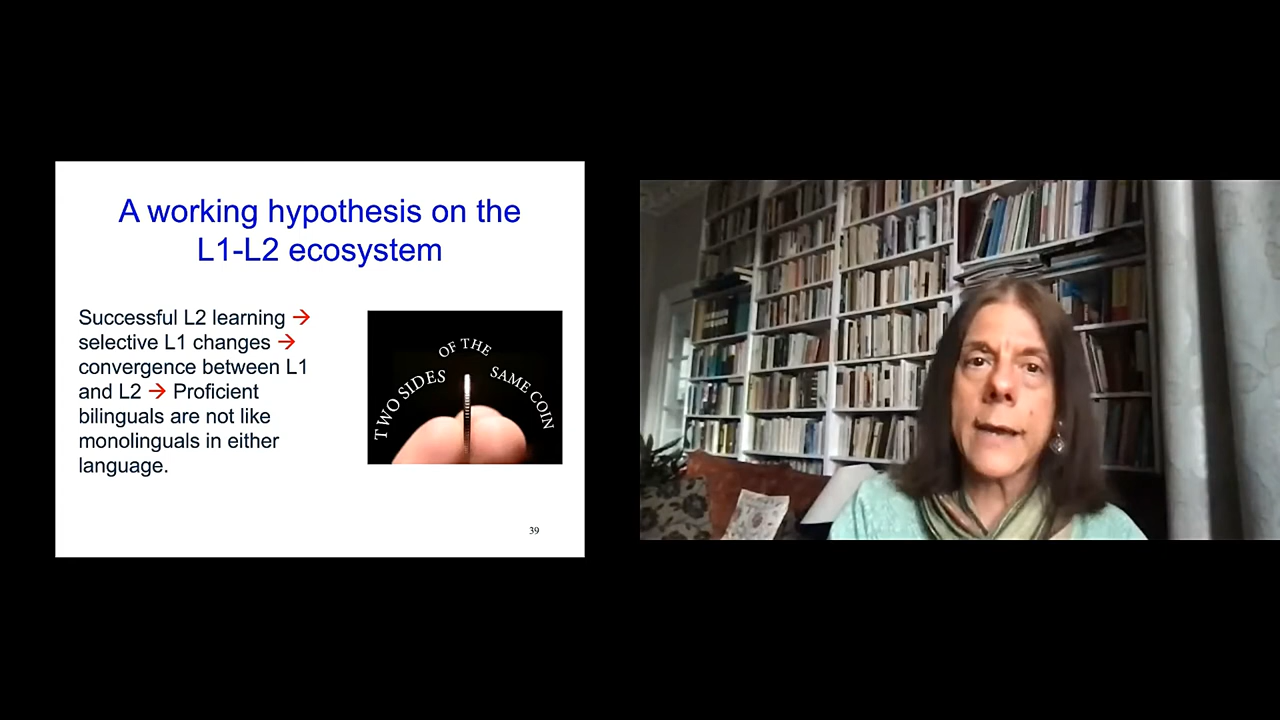 A working hypothesis on the
L1-L2 ecosystem
Successful L2 learning →
selective L1 changes →
convergence between L1
and L2 → Proficient
bilinguals are not like
monolinguals in either
language.
TWO SIDES OF THE SAME COIN
39